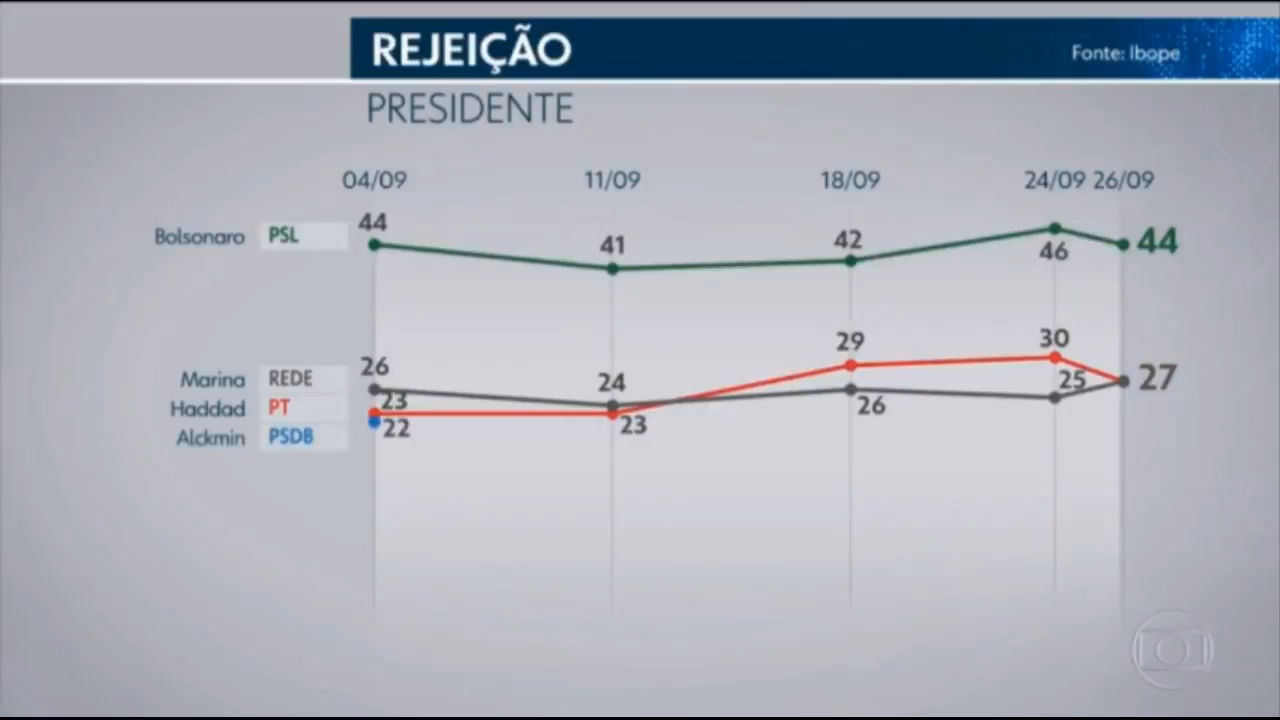 REJEIÇÃO
Fonte: Ibope
PRESIDENTE
04/09 11/09 18/09 24/09 26/09
44 41 42 46 44
Bolsonaro PSL
26 24 29 30
Marina REDE
25 27
Haddad PT
23 23 26
Alckmin PSDB
22